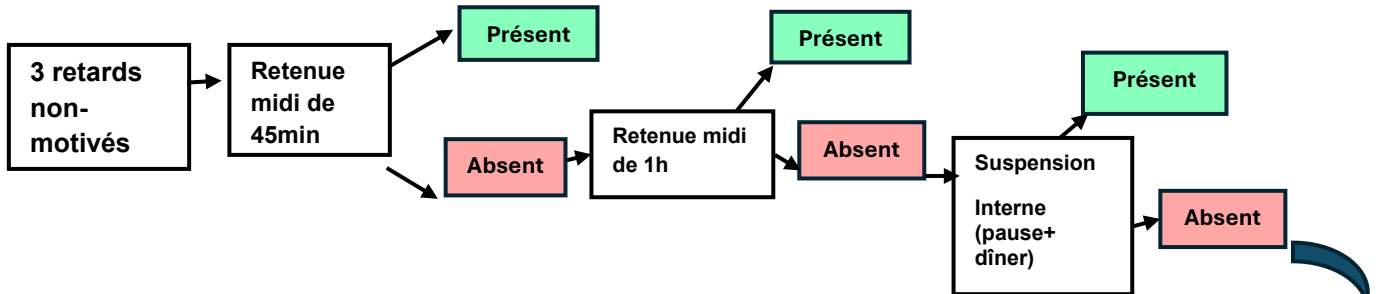 3 retards
non-
motivés
Retenue
midi de
45min
Présent
Absent
Retenue midi
de 1h
Présent
Absent
Suspension
Interne
(pause+
dîner)
Présent
Absent